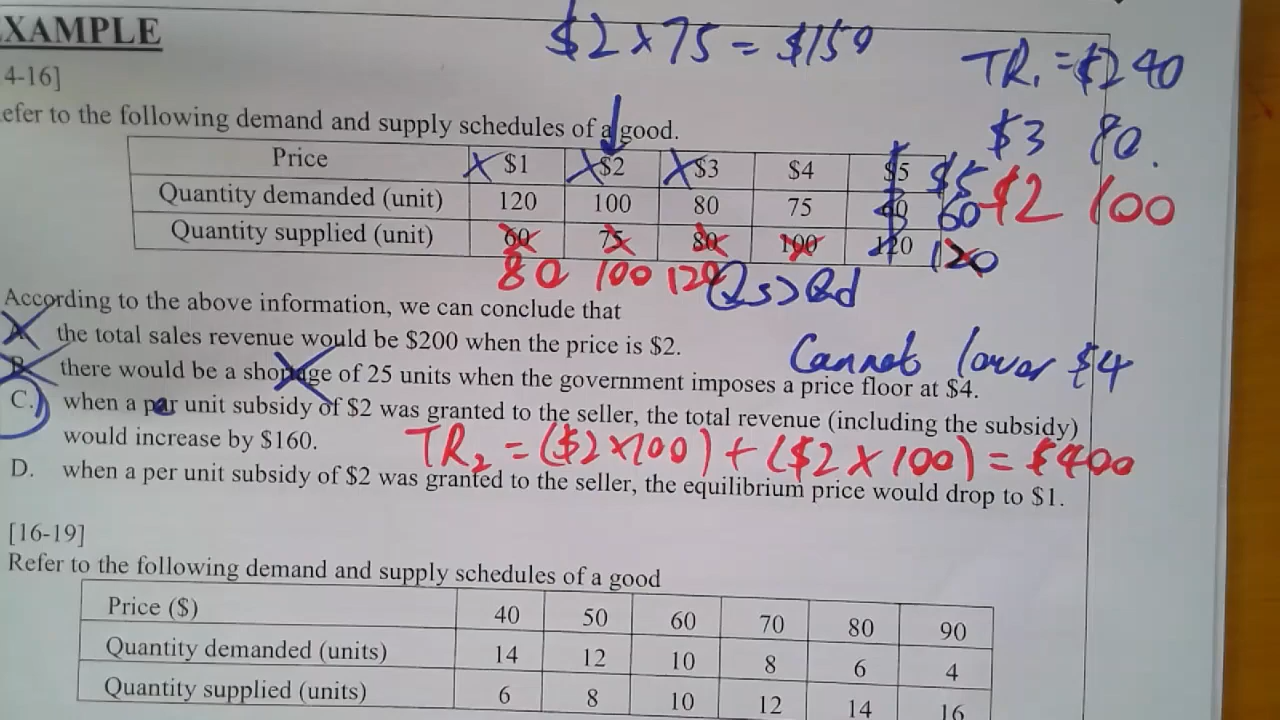 XAMPLE
$2 x 75 = $150
TR₁ = $240
4-16]
$3 80.
efer to the following demand and supply schedules of a good.
Price $1 $2 $3 $4 $5 $5 $2 100
Quantity demanded (unit) 120 100 80 75 60 60
Quantity supplied (unit) 60 75 80 100 120 120
80 100 120 Qs > Qd
According to the above information, we can conclude that
A. the total sales revenue would be $200 when the price is $2.
Cannot lower $4
B. there would be a shortage of 25 units when the government imposes a price floor at $4.
C. when a per unit subsidy of $2 was granted to the seller, the total revenue (including the subsidy)
would increase by $160.
TR₂ = ($2 x 100) + ($2 x 100) = $400
D. when a per unit subsidy of $2 was granted to the seller, the equilibrium price would drop to $1.
[16-19]
Refer to the following demand and supply schedules of a good
Price ($) 40 50 60 70 80 90
Quantity demanded (units) 14 12 10 8 6 4
Quantity supplied (units) 6 8 10 12 14 16